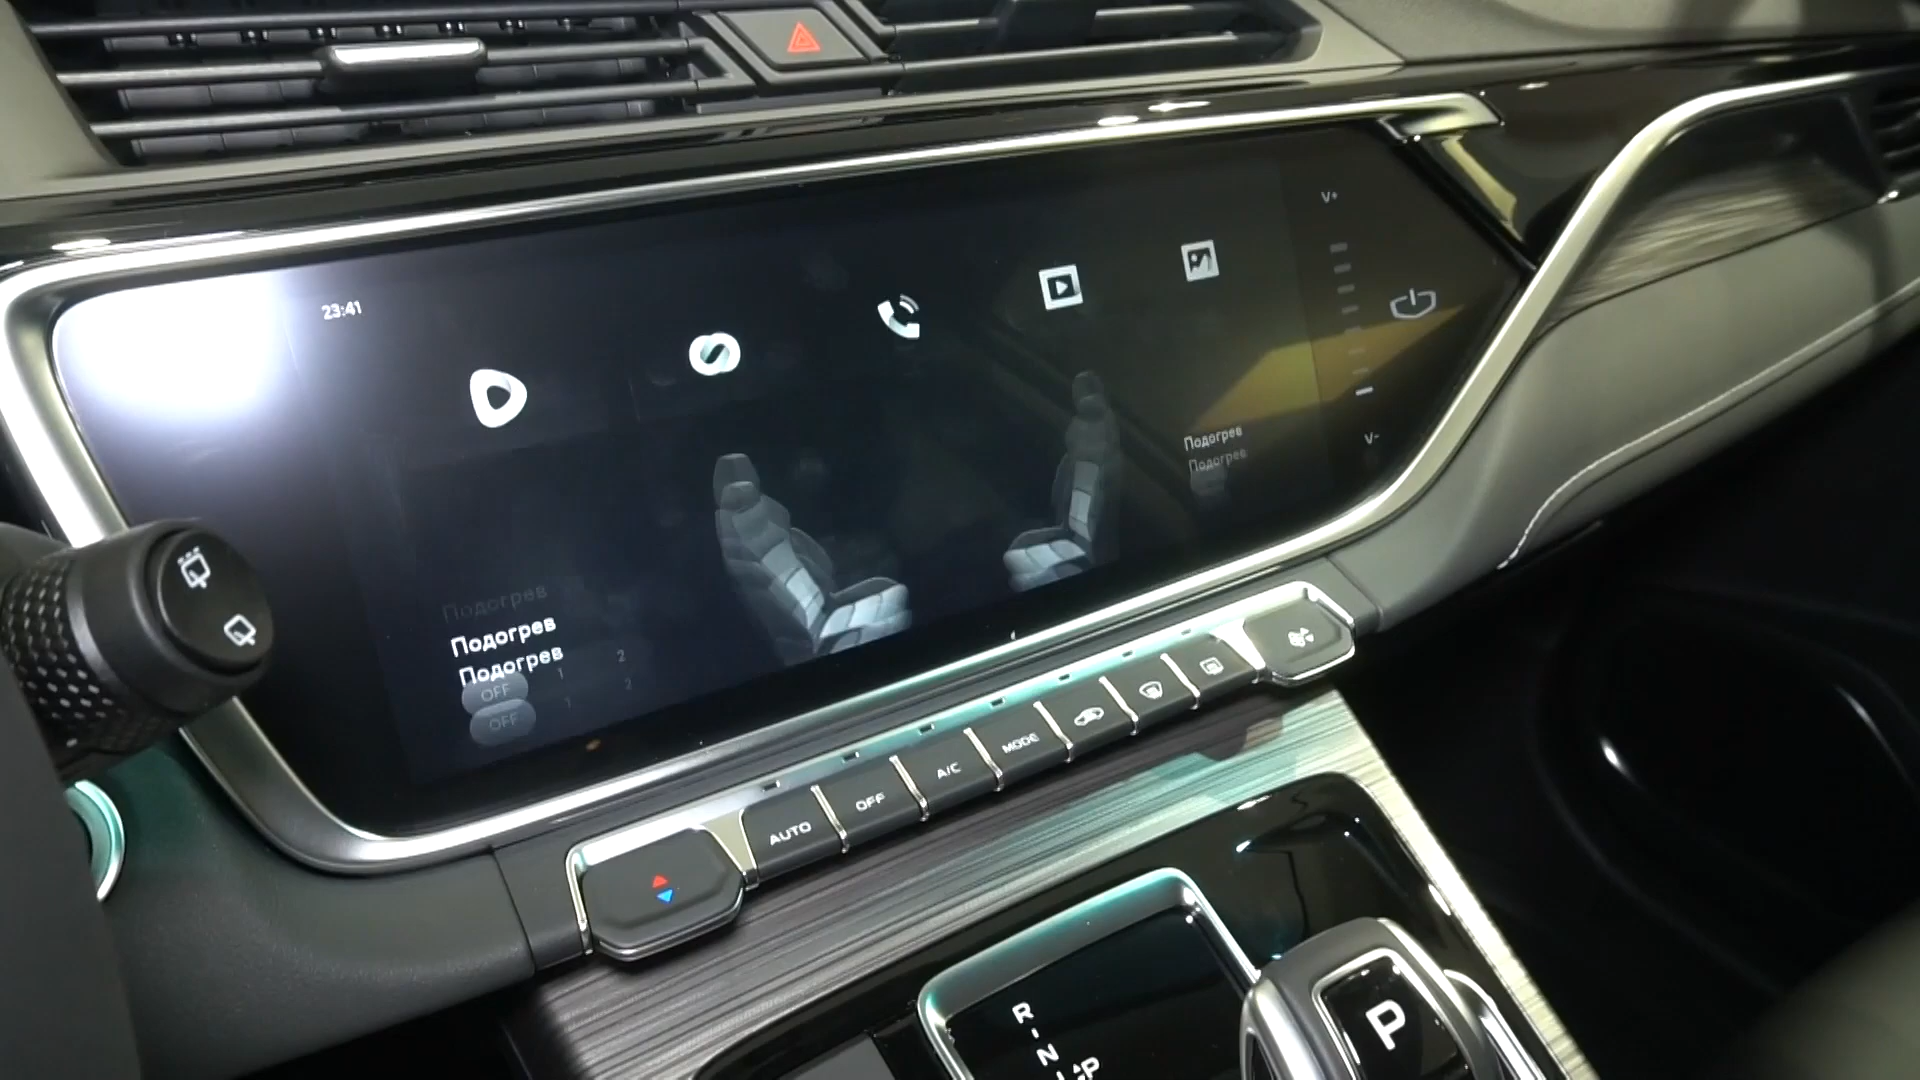 23:41
V+
V-
Подогрев
Подогрев
Подогрев
Подогрев
Подогрев
OFF 1 2
OFF 1 2
AUTO
OFF
A/C
MODE
R
N
P
P